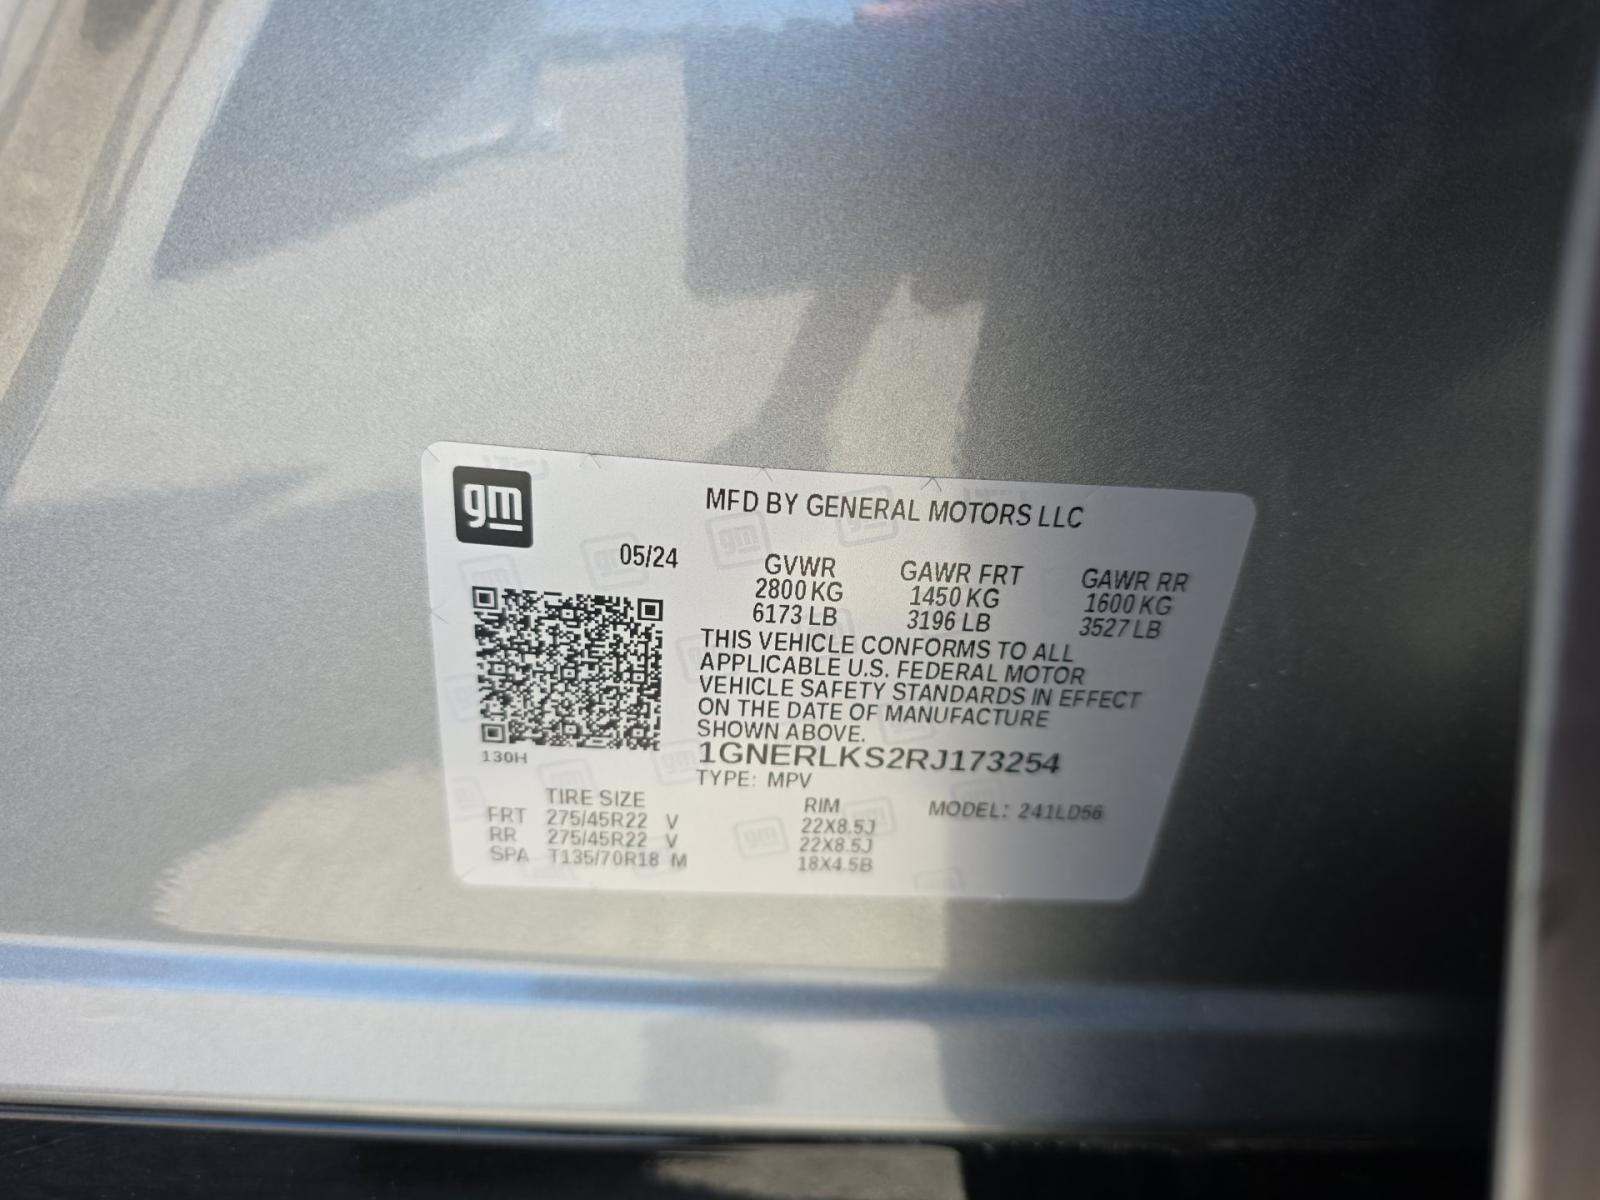 gm
MFD BY GENERAL MOTORS LLC
05/24
GVWR GAWR FRT GAWR RR
2800 KG 1450 KG 1600 KG
6173 LB 3196 LB 3527 LB
THIS VEHICLE CONFORMS TO ALL
APPLICABLE U.S. FEDERAL MOTOR
VEHICLE SAFETY STANDARDS IN EFFECT
ON THE DATE OF MANUFACTURE
SHOWN ABOVE.
1GNERLKS2RJ173254
130H
TYPE: MPV
TIRE SIZE RIM MODEL: 241LD56
FRT 275/45R22 V 22X8.5J
RR 275/45R22 V 22X8.5J
SPA T135/70R18 M 18X4.5B